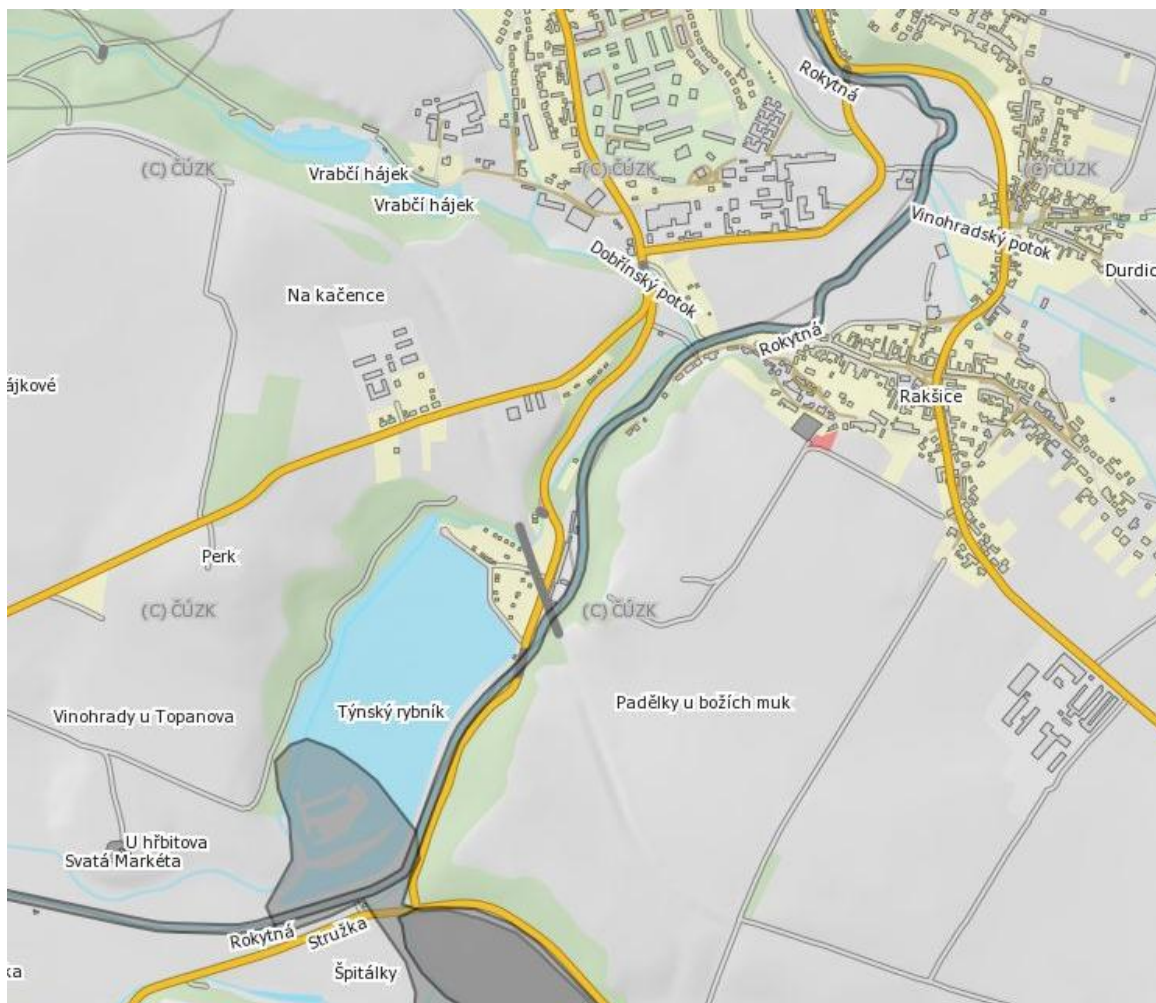 Rokytná
(C) ČÚZK
(C) ČÚZK
(C) ČÚZK
Vrabčí hájek
Vrabčí hájek
Vinohradský potok
Dobřínský potok
Durdic
Na kačence
Rokytná
ájkové
Rakšice
Perk
(C) ČÚZK
(C) ČÚZK
Týnský rybník
Padělky u božích muk
Vinohrady u Topanova
U hřbitova
Svatá Markéta
Rokytná
Stružka
ka
Špitálky